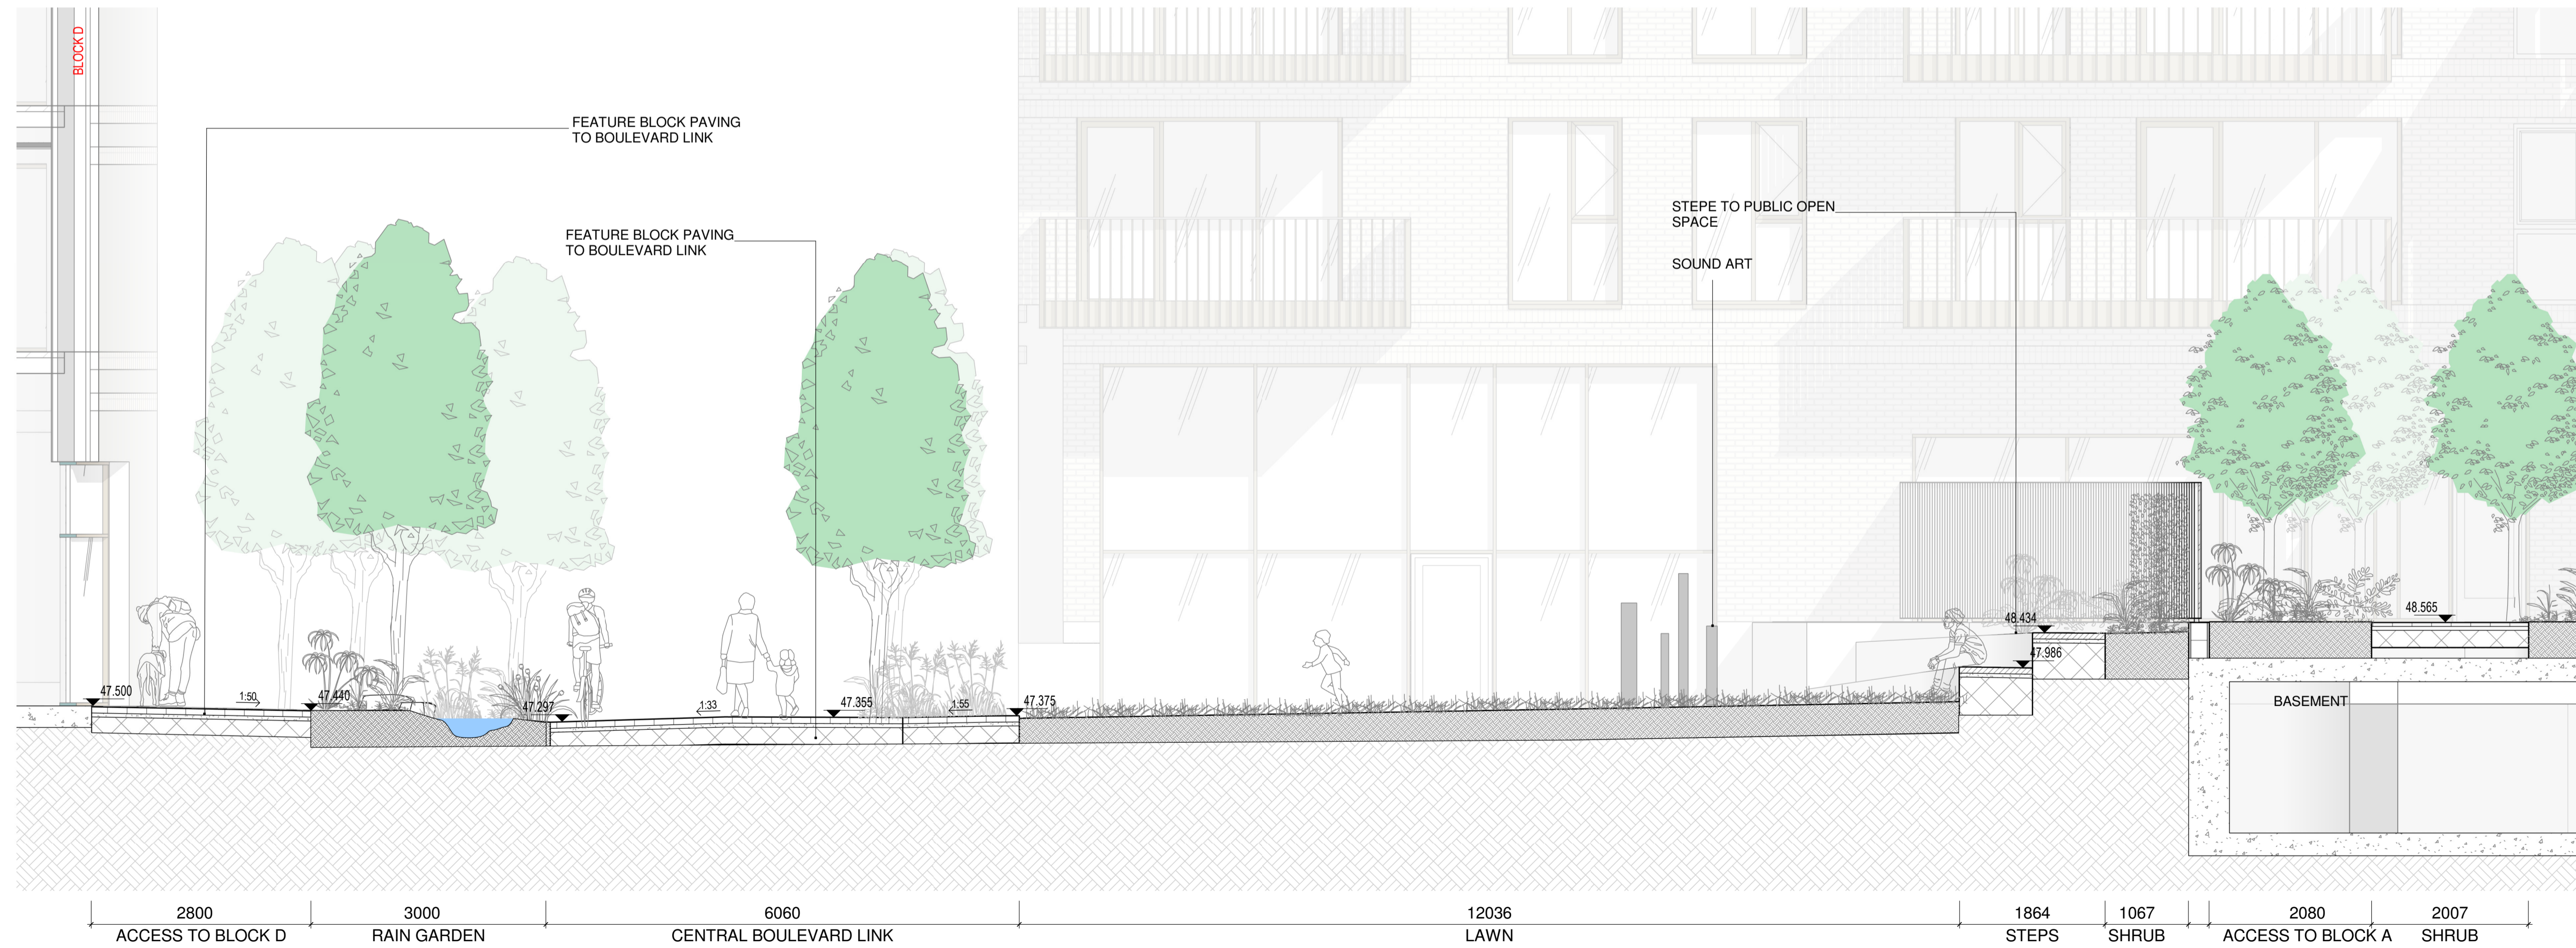 BLOCK D
FEATURE BLOCK PAVING
TO BOULEVARD LINK
FEATURE BLOCK PAVING
TO BOULEVARD LINK
STEPE TO PUBLIC OPEN
SPACE
SOUND ART
48.565
48.434
47.986
47.500
1:50
47.440
47.297
1:33
47.355
1:55
47.375
BASEMENT
2800
3000
6060
12036
1864
1067
2080
2007
ACCESS TO BLOCK D
RAIN GARDEN
CENTRAL BOULEVARD LINK
LAWN
STEPS
SHRUB
ACCESS TO BLOCK A
SHRUB